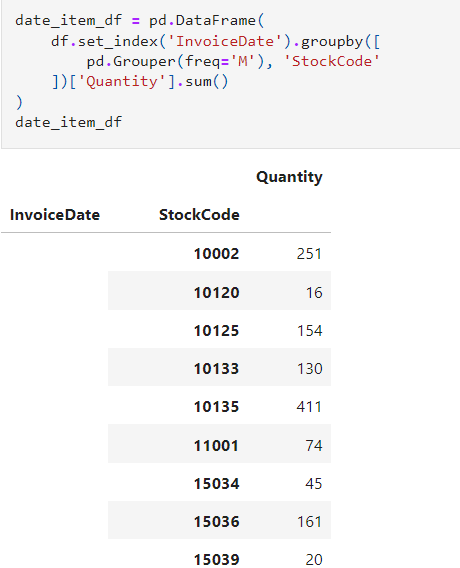 date_item_df = pd.DataFrame(
    df.set_index('InvoiceDate').groupby([
        pd.Grouper(freq='M'), 'StockCode'
    ])['Quantity'].sum()
)
date_item_df
Quantity
InvoiceDate StockCode
10002 251
10120 16
10125 154
10133 130
10135 411
11001 74
15034 45
15036 161
15039 20